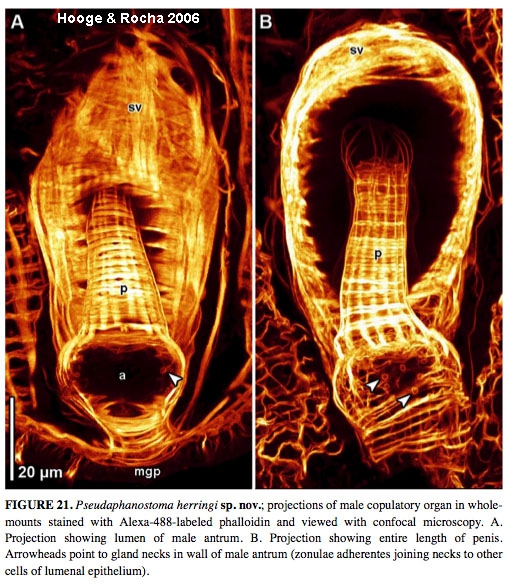 A
Hooge & Rocha 2006
B
sv
sv
p
p
a
20 µm
mgp
FIGURE 21. Pseudaphanostoma herringi sp. nov.; projections of male copulatory organ in whole-
mounts stained with Alexa-488-labeled phalloidin and viewed with confocal microscopy. A.
Projection showing lumen of male antrum. B. Projection showing entire length of penis.
Arrowheads point to gland necks in wall of male antrum (zonulae adherentes joining necks to other
cells of lumenal epithelium).